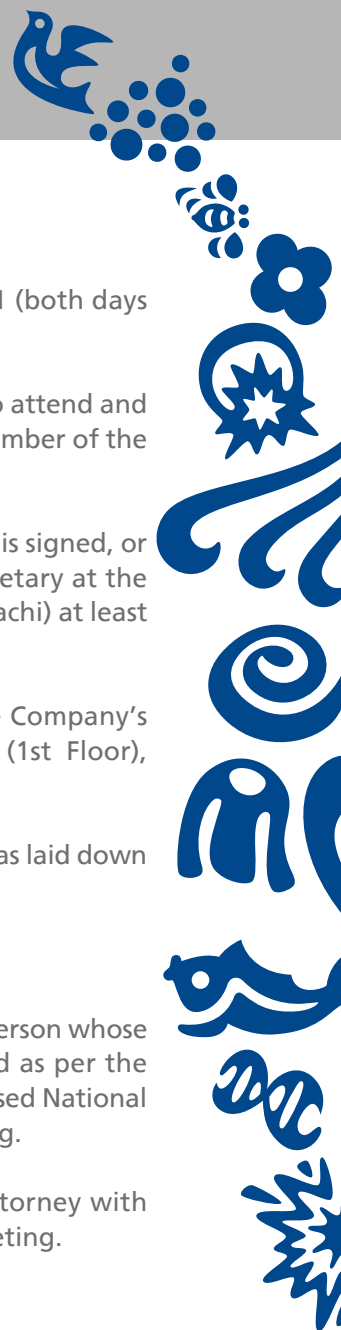 (both days
attend and
mber of the
is signed, or
etary at the
achi) at least
Company’s
(1st Floor),
as laid down
erson whose
d as per the
sed National
g.
torney with
eting.